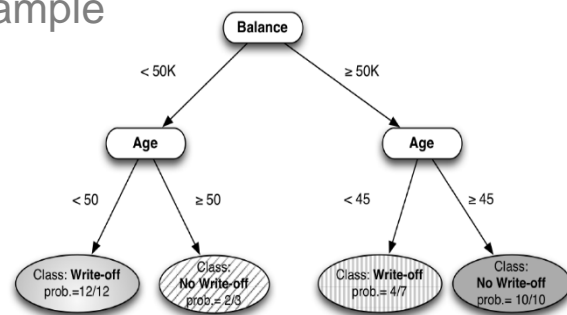 ample
Balance
< 50K
≥ 50K
Age
Age
< 50
≥ 50
< 45
≥ 45
Class: Write-off
prob.=12/12
Class:
No Write-off
prob.= 2/3
Class: Write-off
prob.= 4/7
Class:
No Write-off
prob.= 10/10